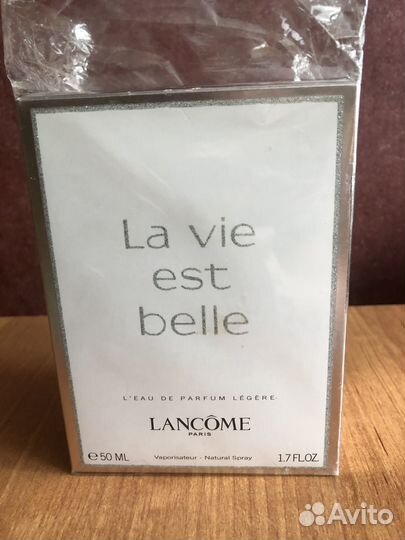 La vie
est
belle
L'EAU DE PARFUM LÉGÈRE
LANCÔME
PARIS
e 50 ML Vaporisateur - Natural Spray 1.7 FL.OZ.
Avito